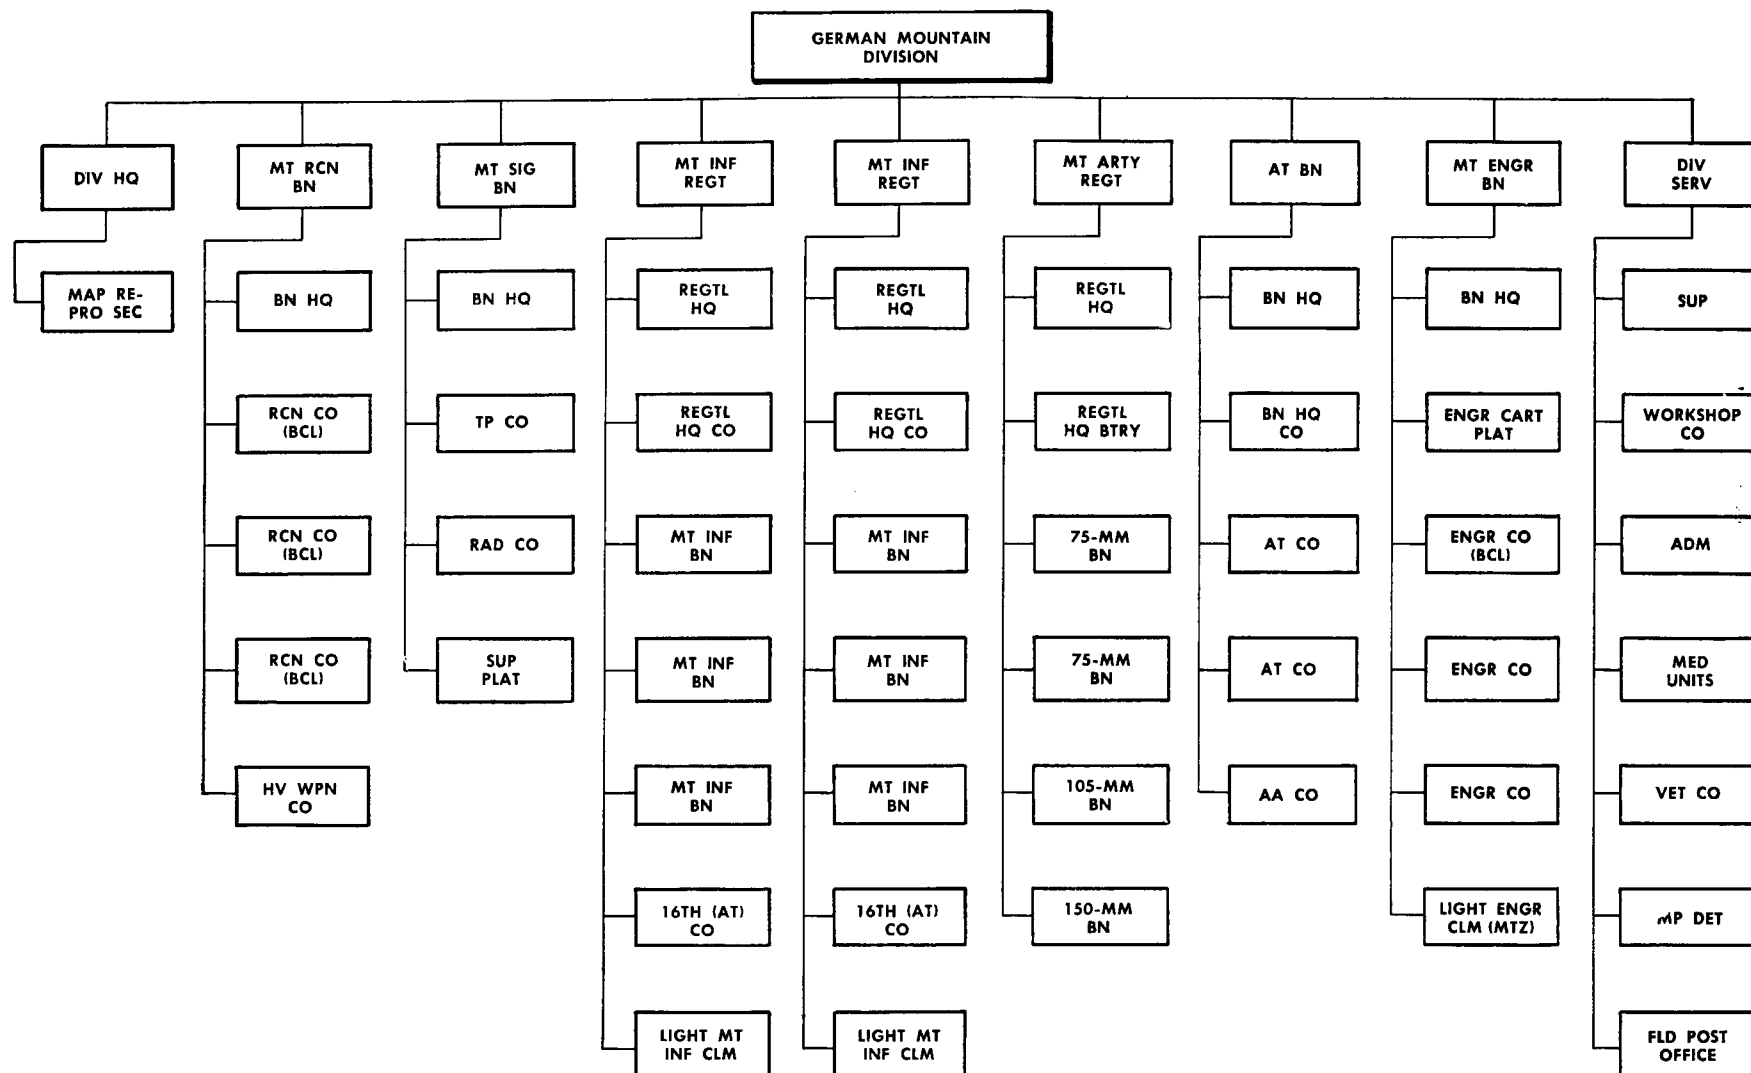 GERMAN MOUNTAIN
DIVISION
DIV HQ
MT RCN
BN
MT SIG
BN
MT INF
REGT
MT INF
REGT
MT ARTY
REGT
AT BN
MT ENGR
BN
DIV
SERV
MAP RE-
PRO SEC
BN HQ
BN HQ
REGTL
HQ
REGTL
HQ
REGTL
HQ
BN HQ
BN HQ
SUP
RCN CO
(BCL)
TP CO
REGTL
HQ CO
REGTL
HQ CO
REGTL
HQ BTRY
BN HQ
CO
ENGR CART
PLAT
WORKSHOP
CO
RCN CO
(BCL)
RAD CO
MT INF
BN
MT INF
BN
75-MM
BN
AT CO
ENGR CO
(BCL)
ADM
RCN CO
(BCL)
SUP
PLAT
MT INF
BN
MT INF
BN
75-MM
BN
AT CO
ENGR CO
MED
UNITS
HV WPN
CO
MT INF
BN
MT INF
BN
105-MM
BN
AA CO
ENGR CO
VET CO
16TH (AT)
CO
16TH (AT)
CO
150-MM
BN
LIGHT ENGR
CLM (MTZ)
MP DET
LIGHT MT
INF CLM
LIGHT MT
INF CLM
FLD POST
OFFICE